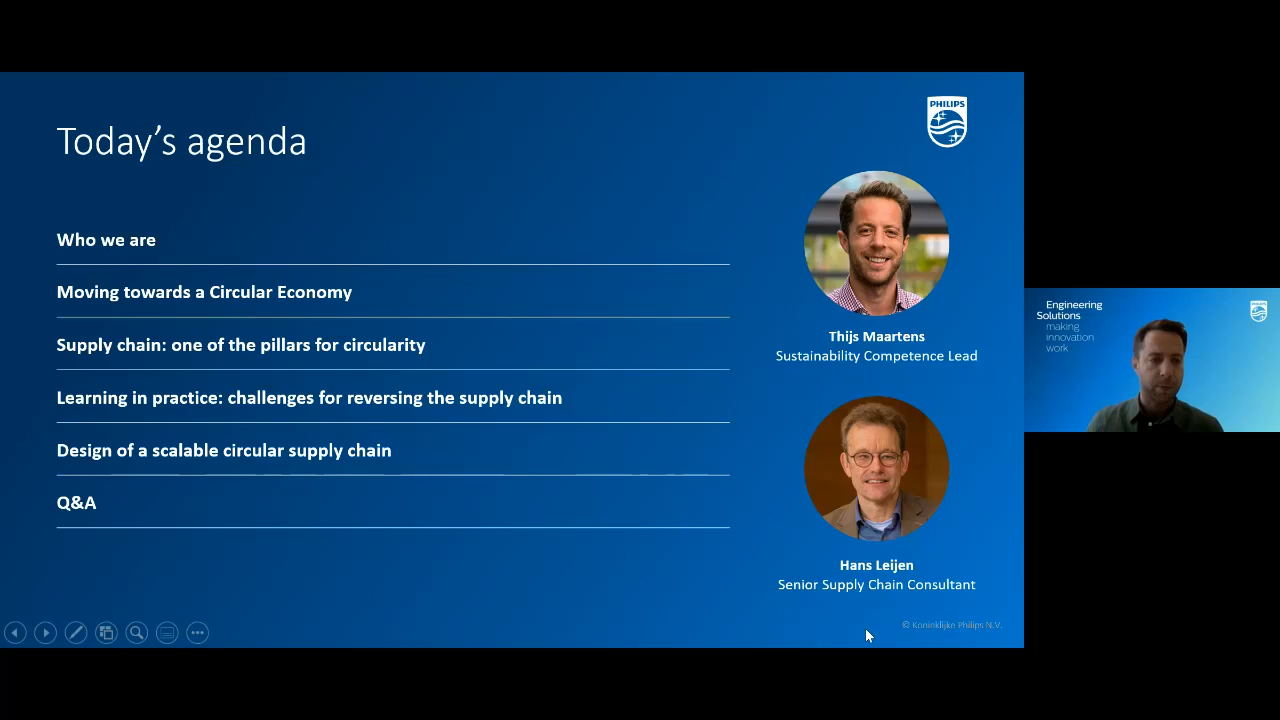 Today's agenda
PHILIPS
Who we are
Moving towards a Circular Economy
Supply chain: one of the pillars for circularity
Learning in practice: challenges for reversing the supply chain
Design of a scalable circular supply chain
Q&A
Thijs Maartens
Sustainability Competence Lead
Hans Leijen
Senior Supply Chain Consultant
© Koninklijke Philips N.V.
Engineering
Solutions
making
innovation
work
PHILIPS